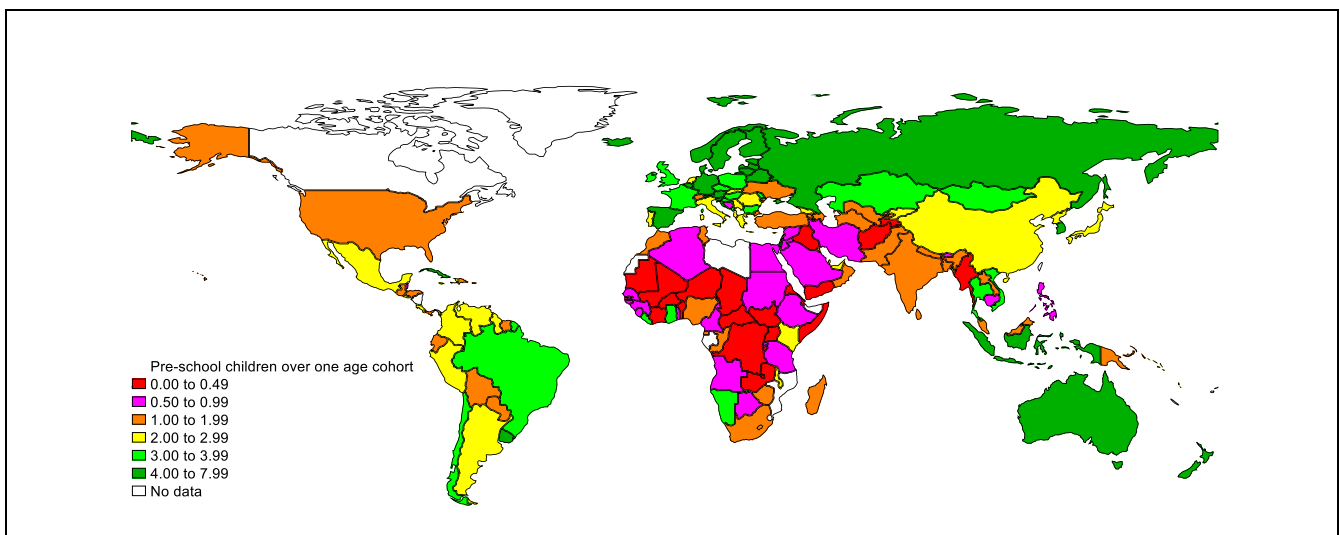 Pre-school children over one age cohort
0.00 to 0.49
0.50 to 0.99
1.00 to 1.99
2.00 to 2.99
3.00 to 3.99
4.00 to 7.99
No data